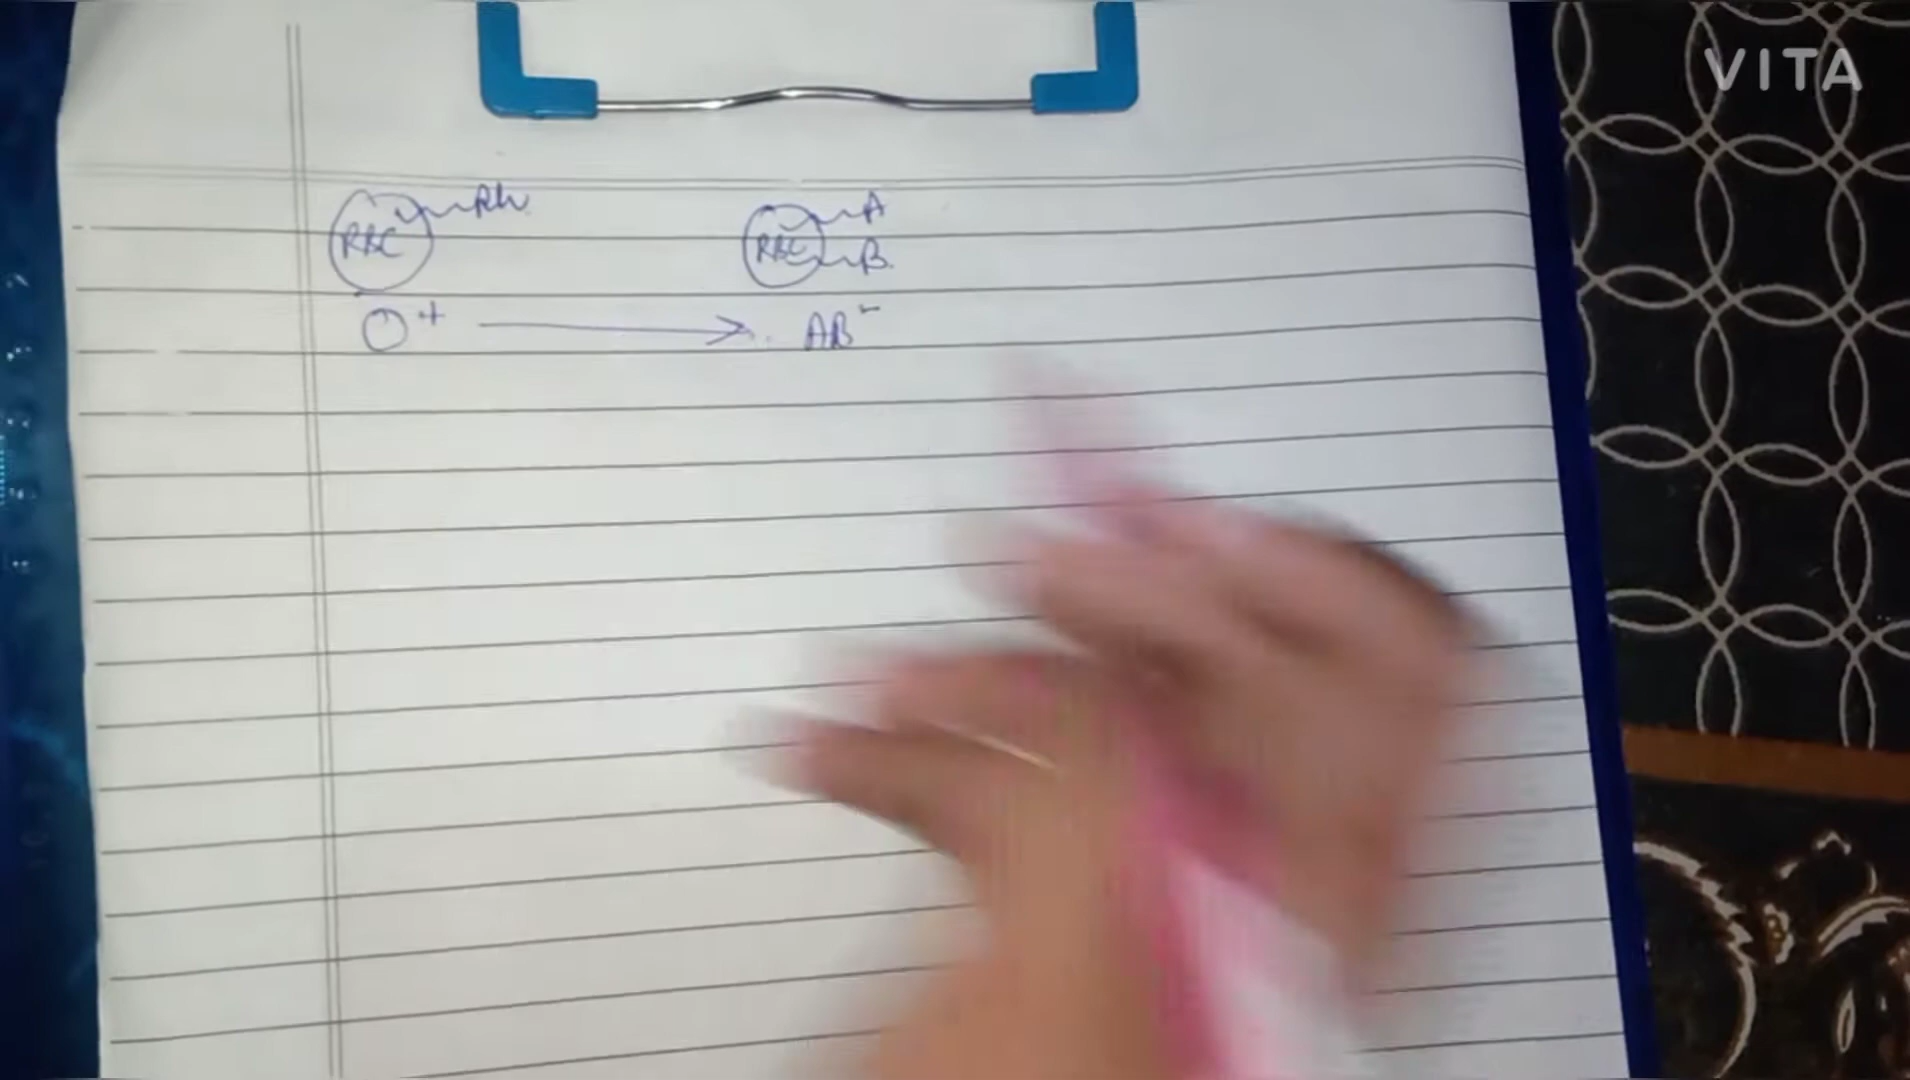 VITA
RBC Rh RBC A
B
O+ → AB-